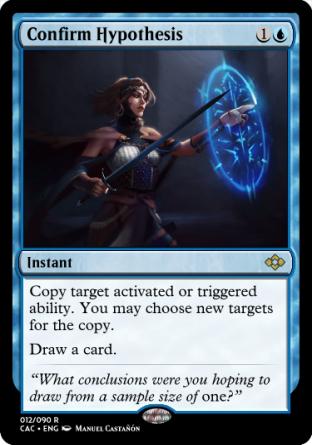 Confirm Hypothesis 1
Instant
Copy target activated or triggered
ability. You may choose new targets
for the copy.
Draw a card.
“What conclusions were you hoping to
draw from a sample size of one?”
012/090 R
CAC • ENG MANUEL CASTAÑÓN